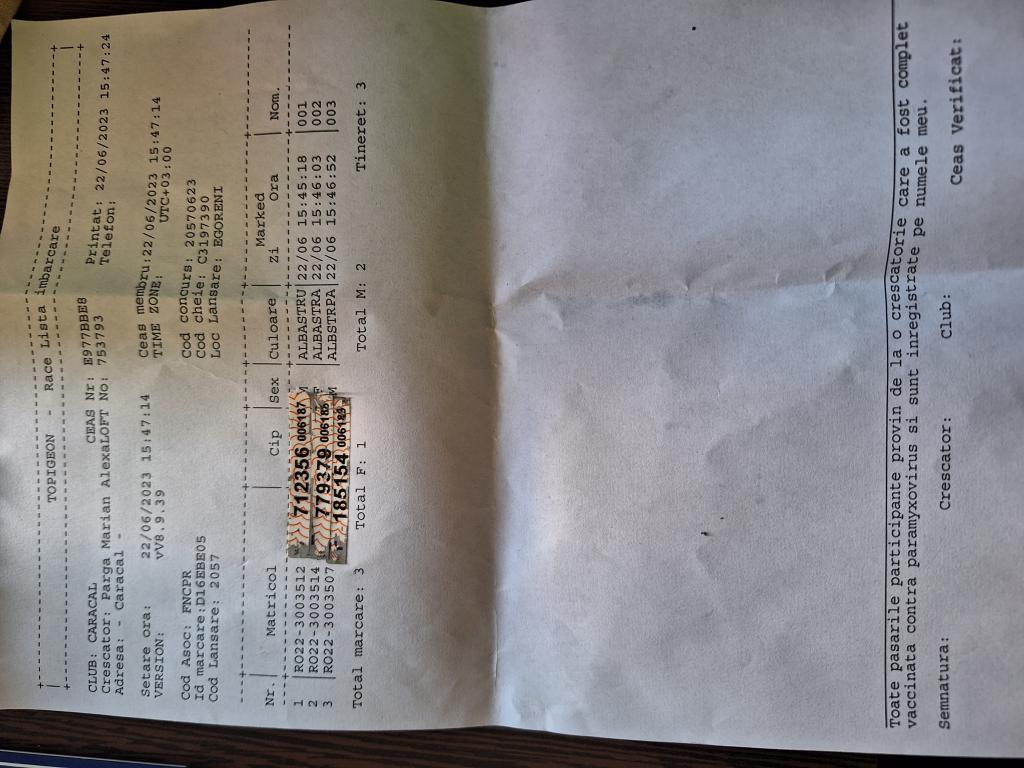 TOPIGEON - Race Lista imbarcare
CLUB: CARACAL CEAS Nr: E977BBE8 Printat: 22/06/2023 15:47:24
Crescator: Parga Marian AlexaLOFT No: 753793 Telefon:
Adresa: - Caracal -
Setare ora: 22/06/2023 15:47:14 Ceas membru:22/06/2023 15:47:14
VERSION: vV8.9.39 TIME ZONE: UTC+03:00
Cod Asoc: FNCPR Cod concurs: 20570623
Id marcare:D16EBE05 Cod cheie: C3197390
Cod Lansare: 2057 Loc Lansare: EGORENI
Marked
Nr.| Matricol | Cip |Sex |Culoare | Zi Ora | Nom.
1 |RO22-3003512 712356 006187 M |ALBASTRU|22/06 15:45:18 |001
2 |RO22-3003514 779379 006188 F |ALBASTRA|22/06 15:46:03 |002
3 |RO22-3003507 185154 006184 M |ALBSTRPA|22/06 15:46:52 |003
Total marcare: 3 Total F: 1 Total M: 2 Tineret: 3
Toate pasarile participante provin de la o crescatorie care a fost complet
vaccinata contra paramyxovirus si sunt inregistrate pe numele meu.
Semnatura: Crescator: Club: Ceas Verificat: